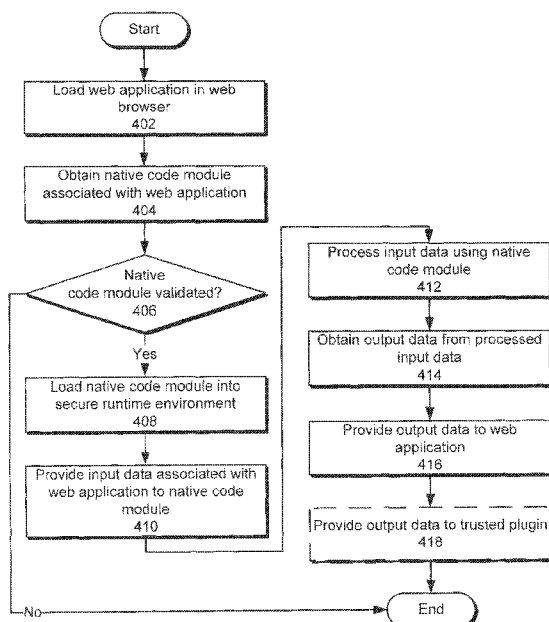 Start
Load web application in web
browser
402
Obtain native code module
associated with web application
404
Native
code module validated?
406
Yes
Load native code module into
secure runtime environment
408
Provide input data associated with
web application to native code
module
410
No
Process input data using native
code module
412
Obtain output data from processed
input data
414
Provide output data to web
application
416
Provide output data to trusted plugin
418
End